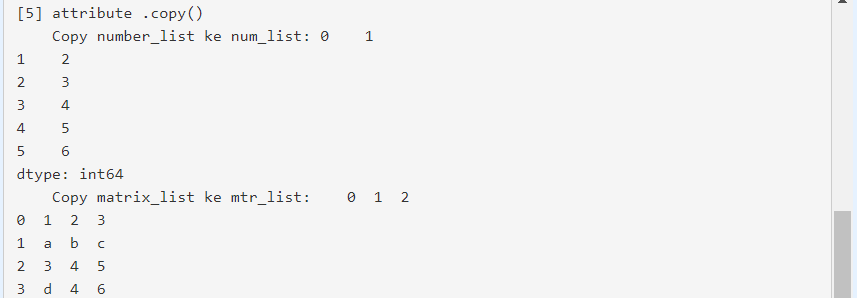 [5] attribute .copy()
    Copy number_list ke num_list: 0    1
1    2
2    3
3    4
4    5
5    6
dtype: int64
    Copy matrix_list ke mtr_list:    0  1  2
0  1  2  3
1  a  b  c
2  3  4  5
3  d  4  6